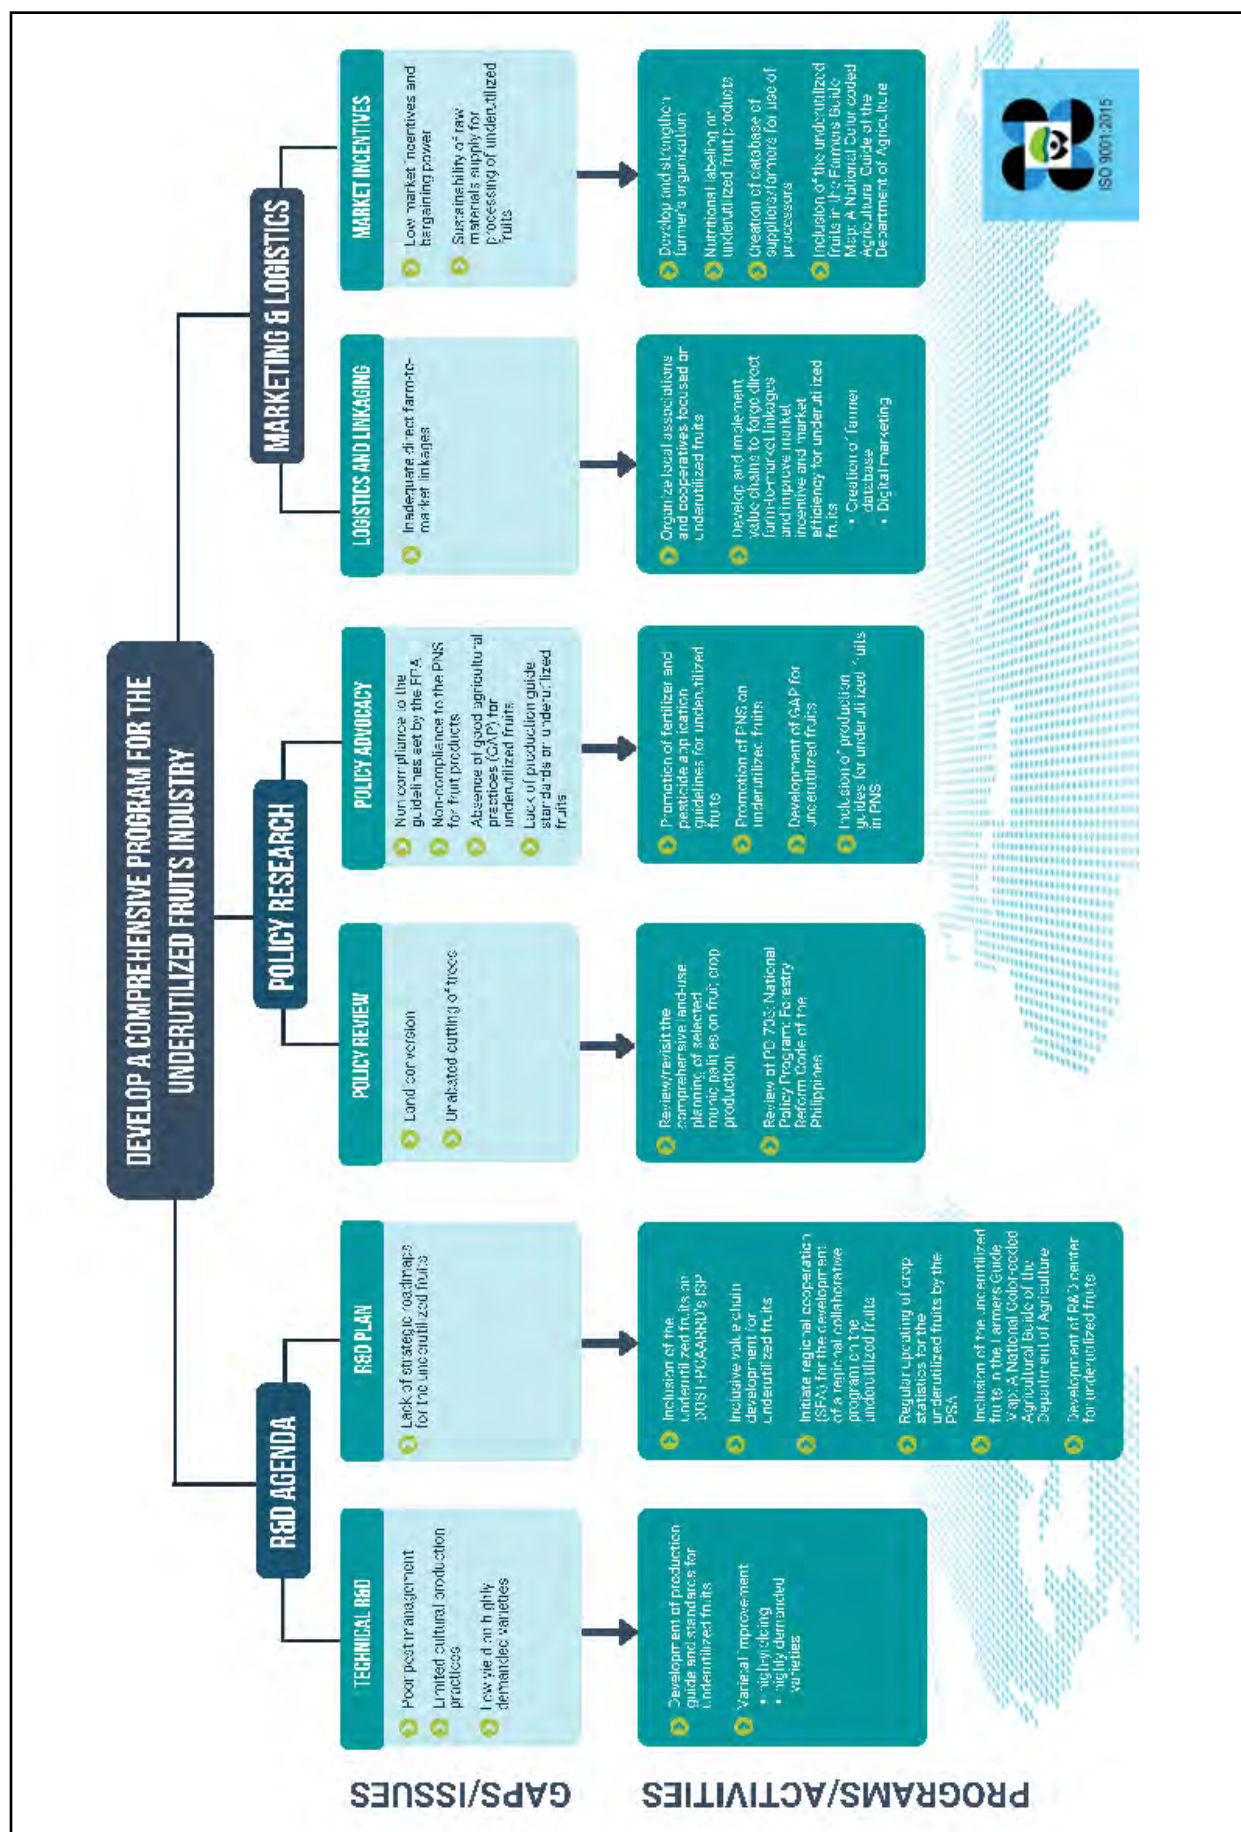 DEVELOP A COMPREHENSIVE PROGRAM FOR THE
UNDERUTILIZED FRUITS INDUSTRY
R&D AGENDA
POLICY RESEARCH
MARKETING & LOGISTICS
GAPS/ISSUES
TECHNICAL R&D
Poor pest management
Limited cultural production
practices
Low yield on highly
demanded varieties
R&D PLAN
Lack of strategic roadmaps
for the underutilized fruits
POLICY REVIEW
Land conversion
Unabated cutting of trees
POLICY ADVOCACY
Non compliance to the
guidelines set by the FPA
Non-compliance to the PNS
for fruit products
Absence of good agricultural
practices (GAP) for
underutilized fruits
Lack of production guide
standards on underutilized
fruits
LOGISTICS AND LINKAGING
Inadequate direct farm-to-
market linkages
MARKET INCENTIVES
Low market incentives and
bargaining power
Sustainability of raw
materials supply for
processing of underutilized
fruits
PROGRAMS/ACTIVITIES
Development of production
guide and standards for
underutilized fruits
Varietal improvement
• high-yielding
• highly demanded
varieties
Inclusion of the
underutilized fruits on
DOST-PCAARRD's ISP
Inclusive value chain
development for
underutilized fruits
Initiate regional cooperation
(SFA) for the development
of a regional collaborative
program on the
underutilized fruits
Regular updating of crop
statistics for the
underutilized fruits by the
PSA
Inclusion of the underutilized
fruits in the Farmers Guide
Map: A National Color-coded
Agricultural Guide of the
Department of Agriculture
Development of R&D center
for underutilized fruits
Review/revisit the
comprehensive land-use
planning of selected
municipalities on fruit crop
production
Review of PD 705: National
Policy Program: Forestry
Reform Code of the
Philippines
Promotion of fertilizer and
pesticide application
guidelines for underutilized
fruits
Promotion of PNS on
underutilized fruits
Development of GAP for
underutilized fruits
Inclusion of production
guides for underutilized fruits
in PNS
Organize local associations
and cooperatives focused on
underutilized fruits
Develop and implement
value chains to forge direct
farm-to-market linkages
and improve market
incentive and market
efficiency for underutilized
fruits
• Creation of farmer
database
• Digital marketing
Develop and strengthen
farmer's organization
Nutritional labeling on
underutilized fruit products
Creation of database of
suppliers/farmers for use of
processors
Inclusion of the underutilized
fruits in the Farmers Guide
Map: A National Color-coded
Agricultural Guide of the
Department of Agriculture
ISO 9001:2015